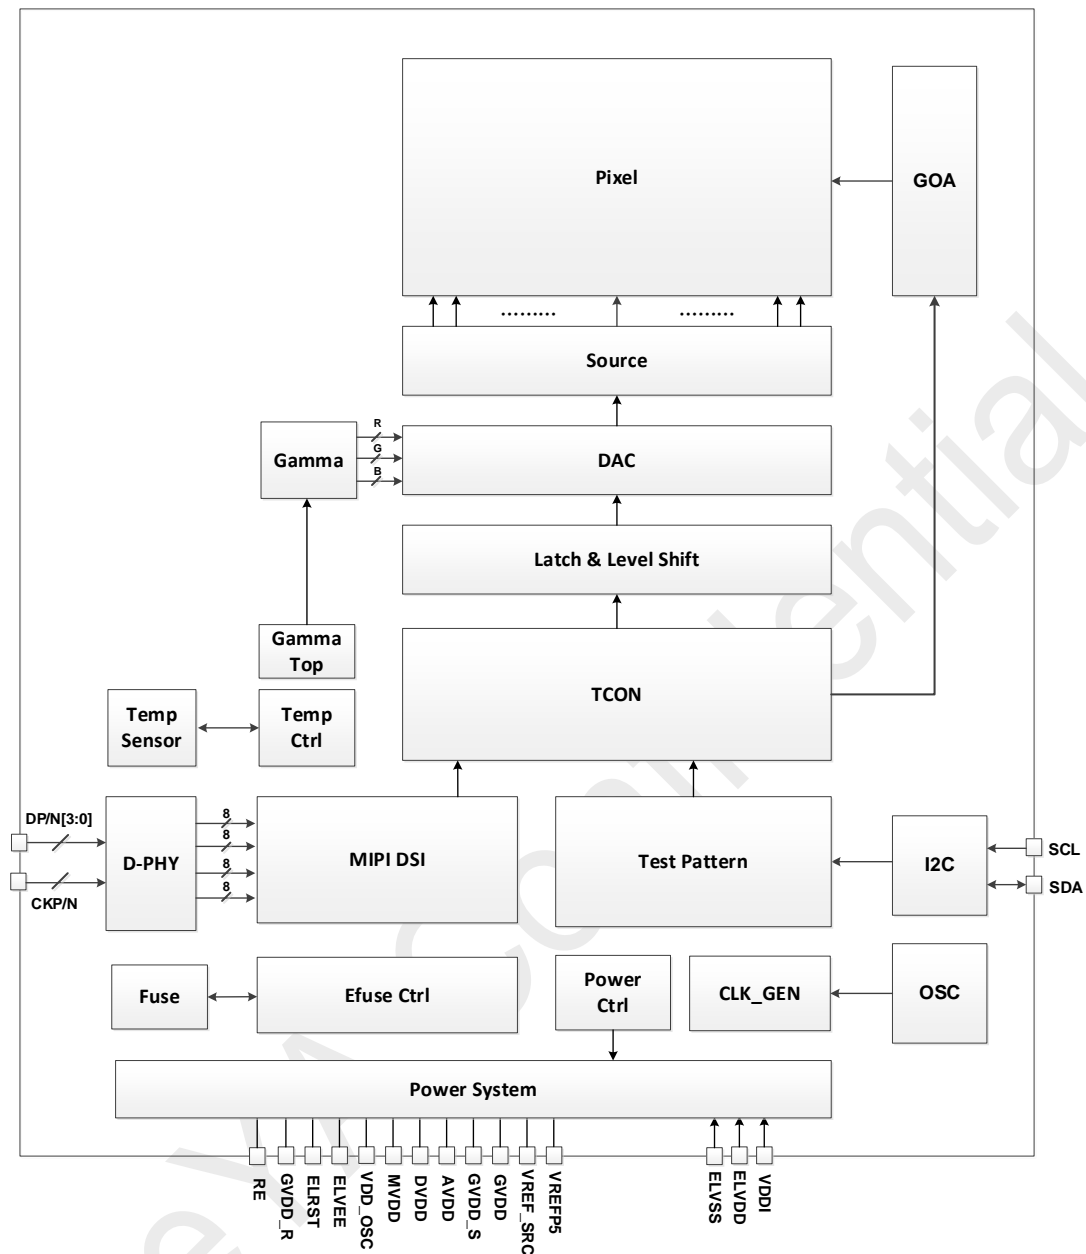 Pixel
GOA
.........
.........
Source
R
G
B
Gamma
DAC
Latch & Level Shift
Gamma
Top
TCON
Temp
Sensor
Temp
Ctrl
DP/N[3:0]
CKP/N
D-PHY
8
8
8
8
MIPI DSI
Test Pattern
I2C
SCL
SDA
Fuse
Efuse Ctrl
Power
Ctrl
CLK_GEN
OSC
Power System
RE
GVDD_R
ELRST
ELVEE
VDD_OSC
MVDD
DVDD
AVDD
GVDD_S
GVDD
VREF_SRC
VREFP5
ELVSS
ELVDD
VDDI